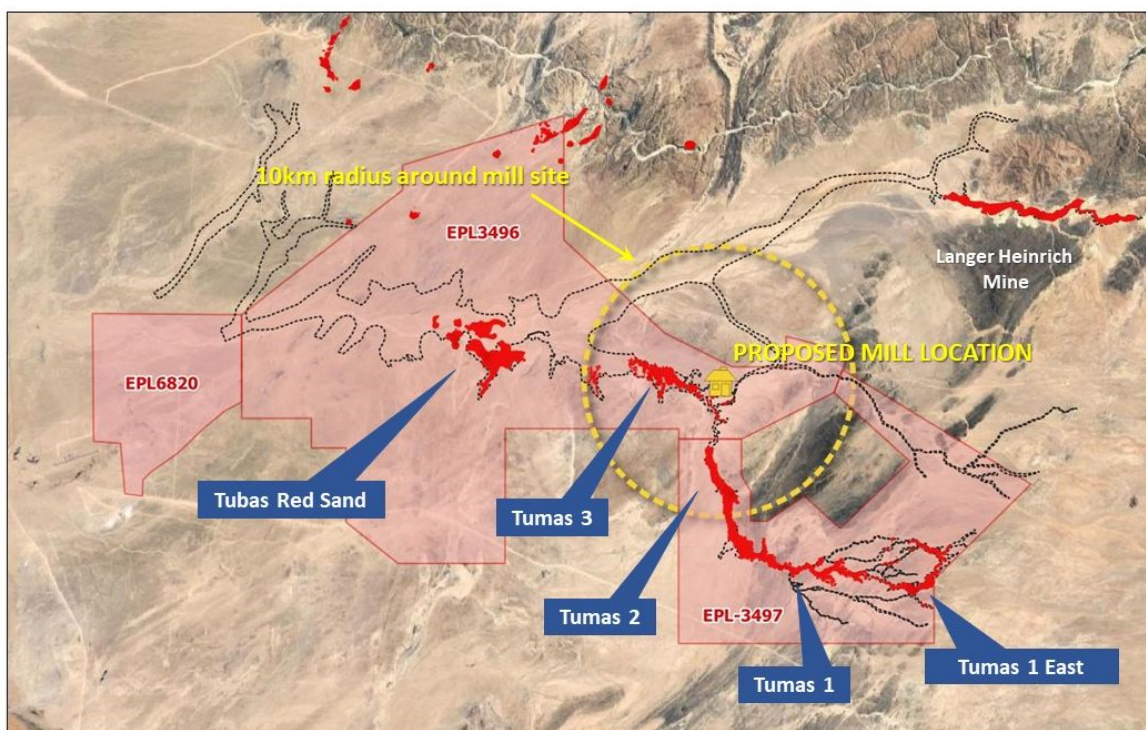 10km radius around mill site
EPL3496
Langer Heinrich
Mine
PROPOSED MILL LOCATION
EPL6820
Tubas Red Sand
Tumas 3
Tumas 2
EPL-3497
Tumas 1
Tumas 1 East